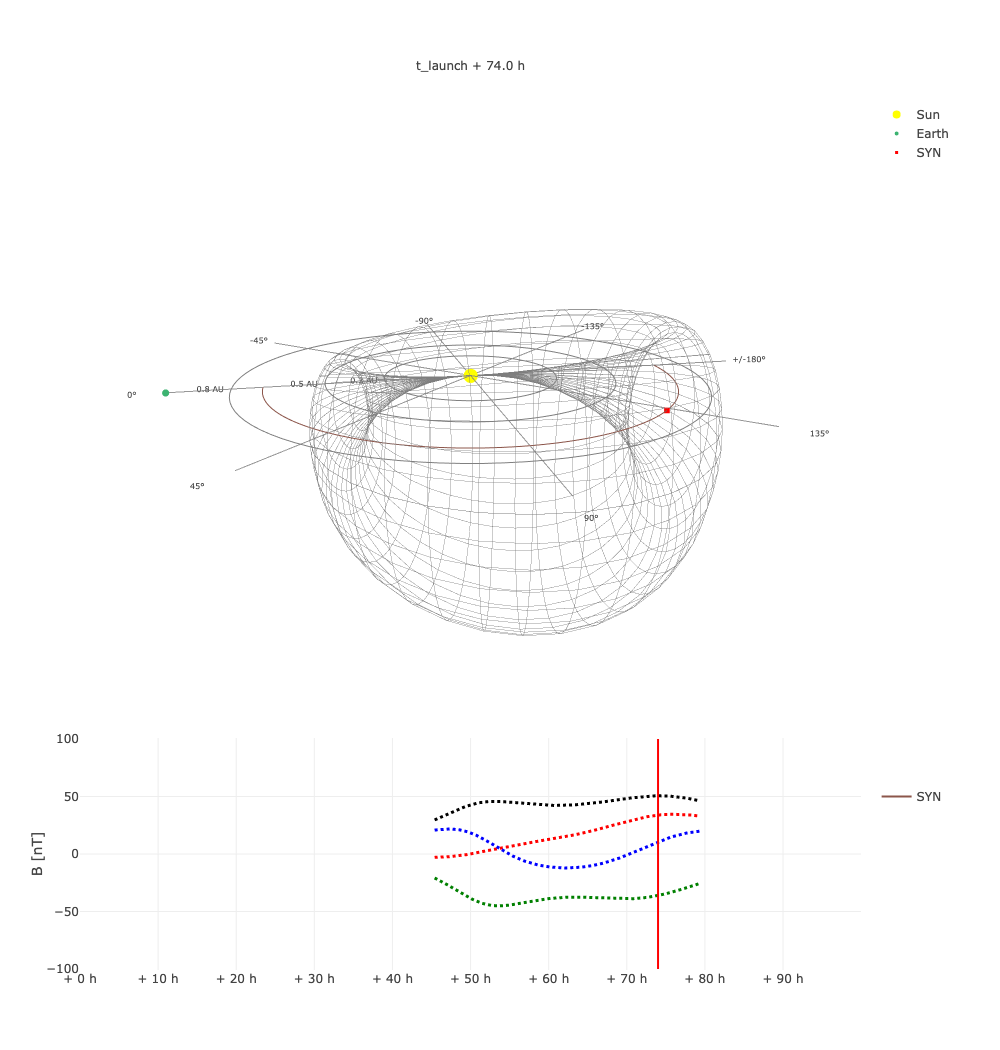 t_launch + 74.0 h
Sun
Earth
SYN
-90°
-135°
-45°
+/-180°
0.3 AU
0.5 AU
0.8 AU
0°
135°
45°
90°
100
50
0
−50
−100
B [nT]
SYN
+ 0 h + 10 h + 20 h + 30 h + 40 h + 50 h + 60 h + 70 h + 80 h + 90 h